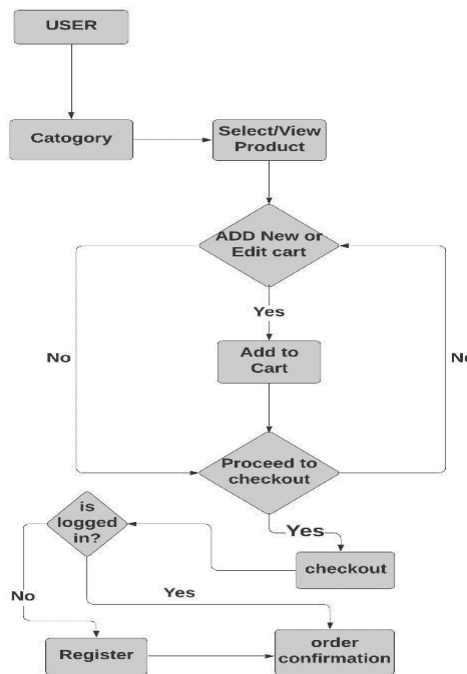 USER
Catogory
Select/View
Product
ADD New or
Edit cart
Yes
No
No
Add to
Cart
Proceed to
checkout
Yes
is
logged
in?
checkout
No
Yes
Register
order
confirmation